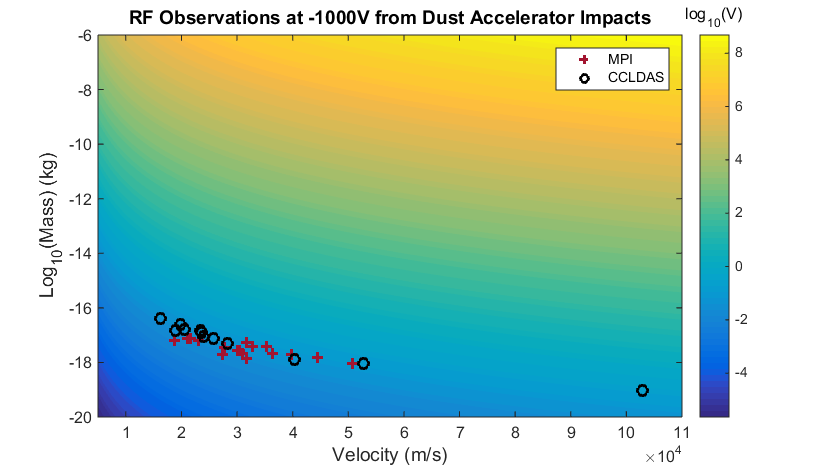 RF Observations at -1000V from Dust Accelerator Impacts
log10(V)
MPI
CCLDAS
Log10(Mass) (kg)
-6
-8
-10
-12
-14
-16
-18
-20
8
6
4
2
0
-2
-4
1 2 3 4 5 6 7 8 9 10 11
Velocity (m/s)
×10^4